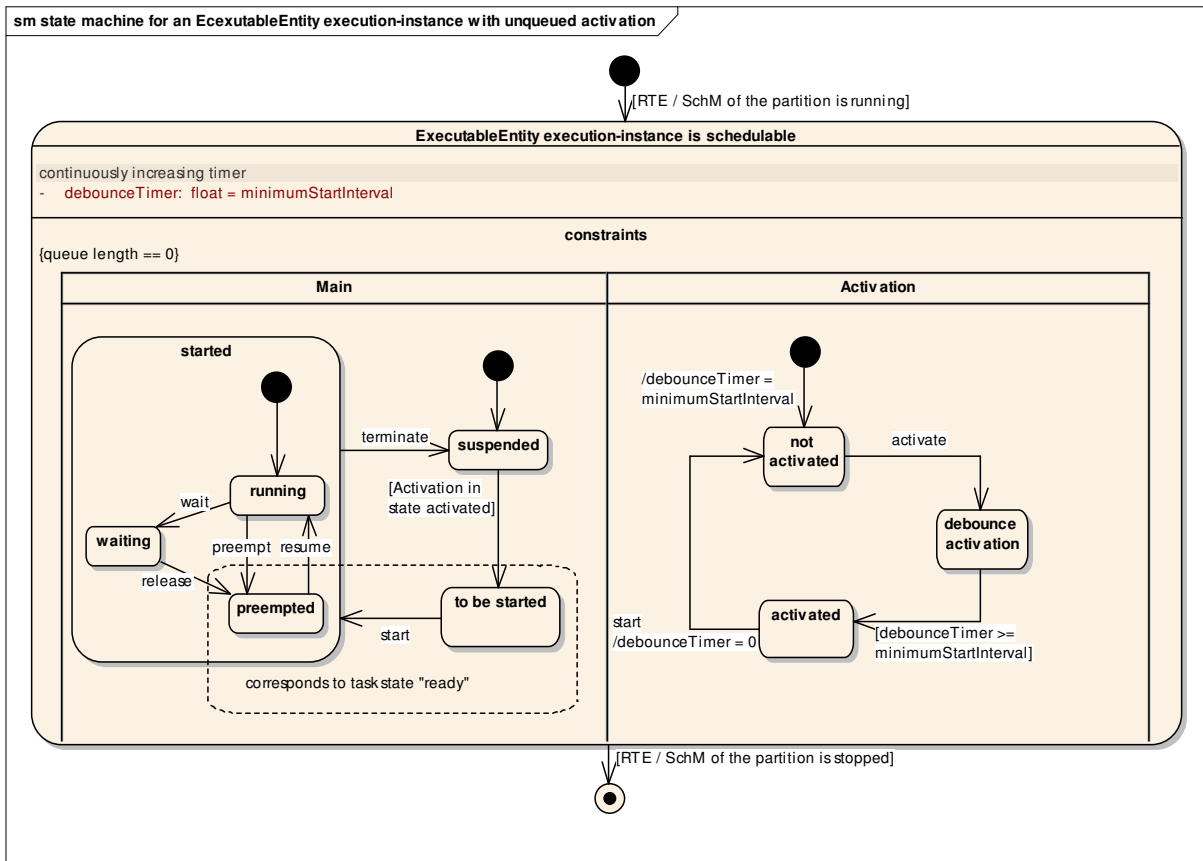 sm state machine for an EcexutableEntity execution-instance with unqueued activation
[RTE / SchM of the partition is running]
ExecutableEntity execution-instance is schedulable
continuously increasing timer
- debounceTimer: float = minimumStartInterval
constraints
{queue length == 0}
Main
Activation
started
/debounceTimer =
minimumStartInterval
terminate
suspended
not
activated
activate
[Activation in
state activated]
running
wait
waiting
preempt
resume
debounce
activation
release
preempted
to be started
start
activated
start
/debounceTimer = 0
[debounceTimer >=
minimumStartInterval]
corresponds to task state "ready"
[RTE / SchM of the partition is stopped]